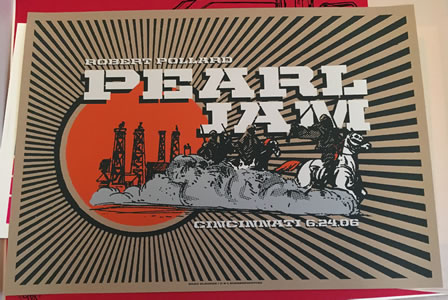 ROBERT POLLARD
PEARL
JAM
CINCINNATI 6.24.06